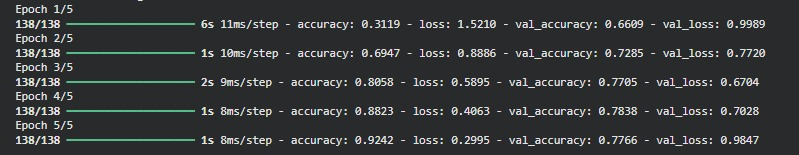 Epoch 1/5
138/138 6s 11ms/step - accuracy: 0.3119 - loss: 1.5210 - val_accuracy: 0.6609 - val_loss: 0.9989
Epoch 2/5
138/138 1s 10ms/step - accuracy: 0.6947 - loss: 0.8886 - val_accuracy: 0.7285 - val_loss: 0.7720
Epoch 3/5
138/138 2s 9ms/step - accuracy: 0.8058 - loss: 0.5895 - val_accuracy: 0.7705 - val_loss: 0.6704
Epoch 4/5
138/138 1s 8ms/step - accuracy: 0.8823 - loss: 0.4063 - val_accuracy: 0.7838 - val_loss: 0.7028
Epoch 5/5
138/138 1s 8ms/step - accuracy: 0.9242 - loss: 0.2995 - val_accuracy: 0.7766 - val_loss: 0.9847